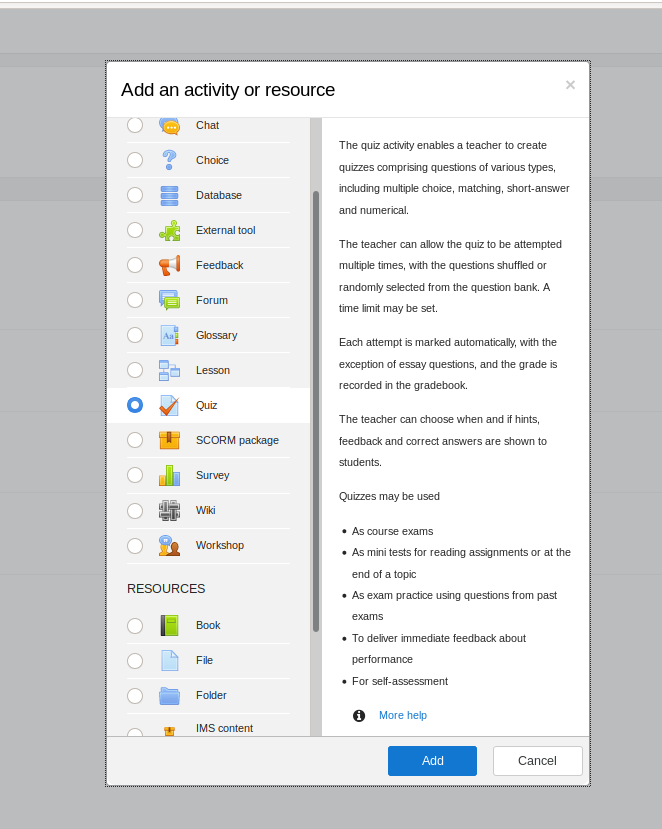 Add an activity or resource
×
Chat
Choice
Database
External tool
Feedback
Forum
Aa
Glossary
Lesson
Quiz
SCORM package
Survey
Wiki
Workshop
RESOURCES
Book
File
Folder
IMS content
The quiz activity enables a teacher to create
quizzes comprising questions of various types,
including multiple choice, matching, short-answer
and numerical.
The teacher can allow the quiz to be attempted
multiple times, with the questions shuffled or
randomly selected from the question bank. A
time limit may be set.
Each attempt is marked automatically, with the
exception of essay questions, and the grade is
recorded in the gradebook.
The teacher can choose when and if hints,
feedback and correct answers are shown to
students.
Quizzes may be used
• As course exams
• As mini tests for reading assignments or at the
end of a topic
• As exam practice using questions from past
exams
• To deliver immediate feedback about
performance
• For self-assessment
More help
Add
Cancel